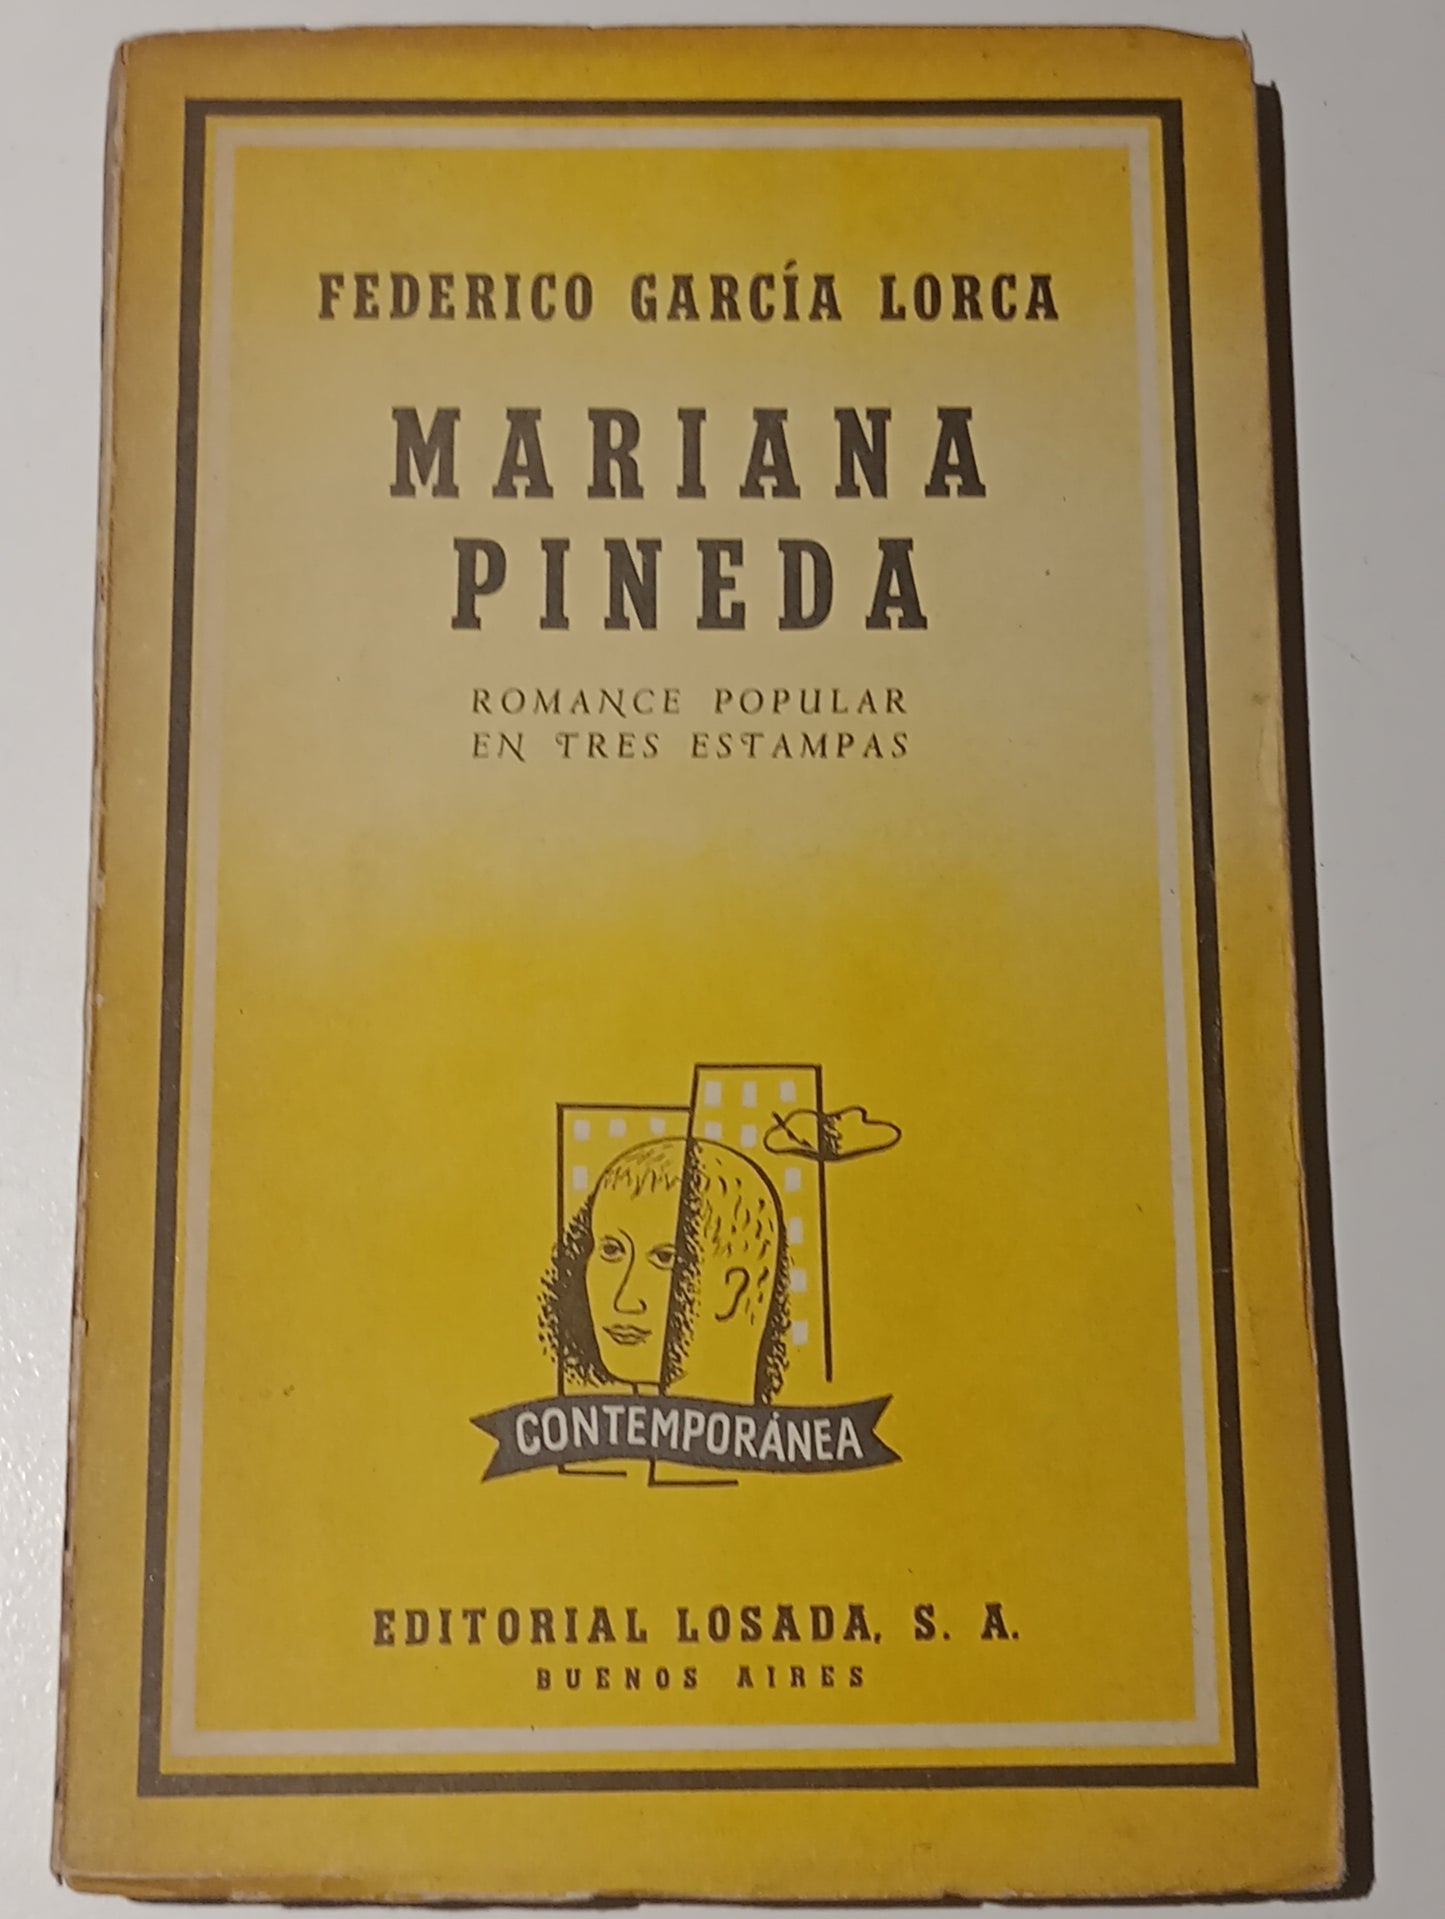 FEDERICO GARCÍA LORCA
MARIANA
PINEDA
ROMANCE POPULAR
EN TRES ESTAMPAS
CONTEMPORÁNEA
EDITORIAL LOSADA, S. A.
BUENOS AIRES